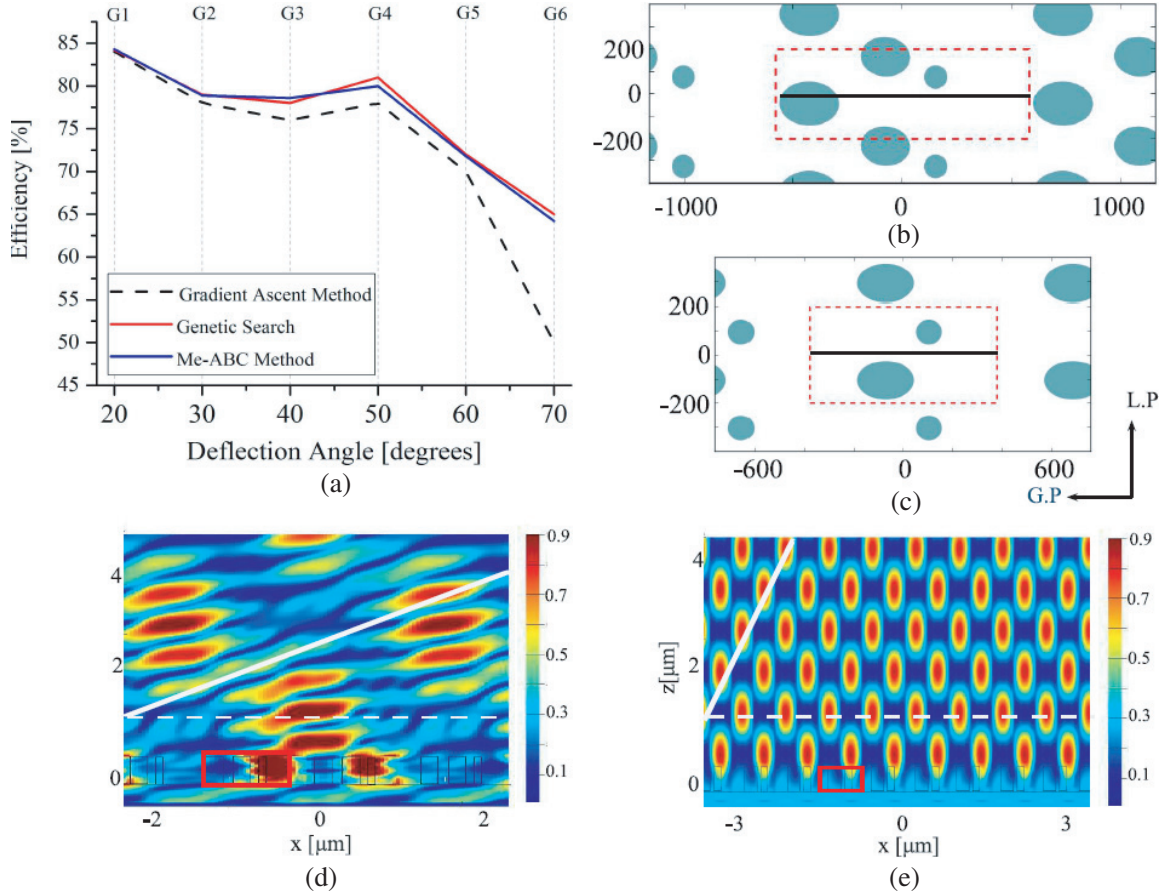 G1 G2 G3 G4 G5 G6
85
80
75
70
65
60
55
50
45
Efficiency [%]
Gradient Ascent Method
Genetic Search
Me-ABC Method
20 30 40 50 60 70
Deflection Angle [degrees]
(a)
200
0
-200
-1000 0 1000
(b)
200
0
-200
-600 0 600
(c)
L.P
G.P
4
2
0
-2 0 2
x [μm]
0.9
0.7
0.5
0.3
0.1
(d)
4
2
0
z[μm]
-3 0 3
x [μm]
0.9
0.7
0.5
0.3
0.1
(e)